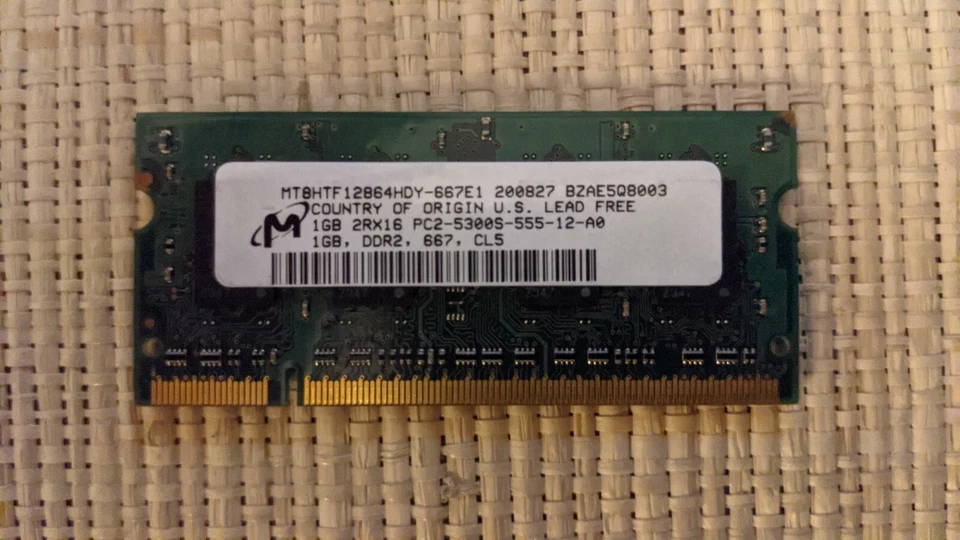 MT8HTF12864HDY-667E1 200827 BZAE5Q8003
COUNTRY OF ORIGIN U.S. LEAD FREE
1GB 2RX16 PC2-5300S-555-12-A0
1GB, DDR2, 667, CL5